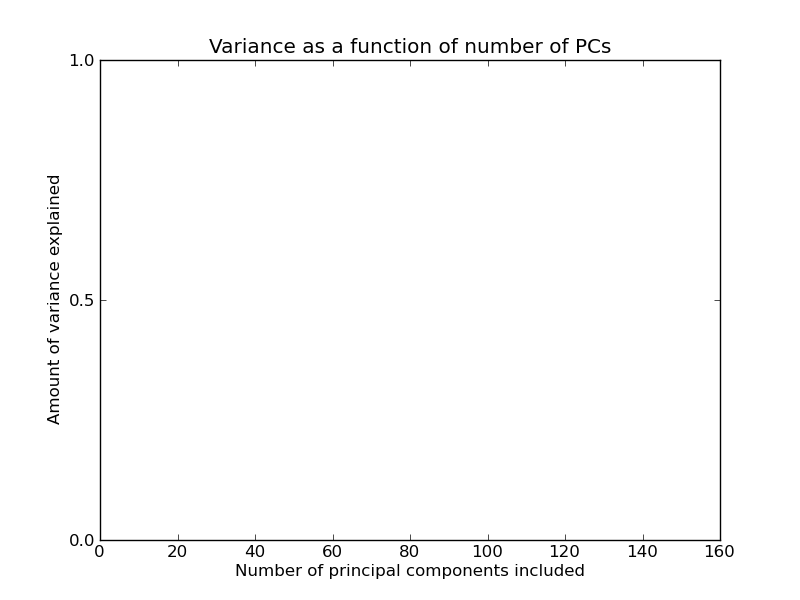 Variance as a function of number of PCs
1.0
0.5
0.0
Amount of variance explained
0 20 40 60 80 100 120 140 160
Number of principal components included